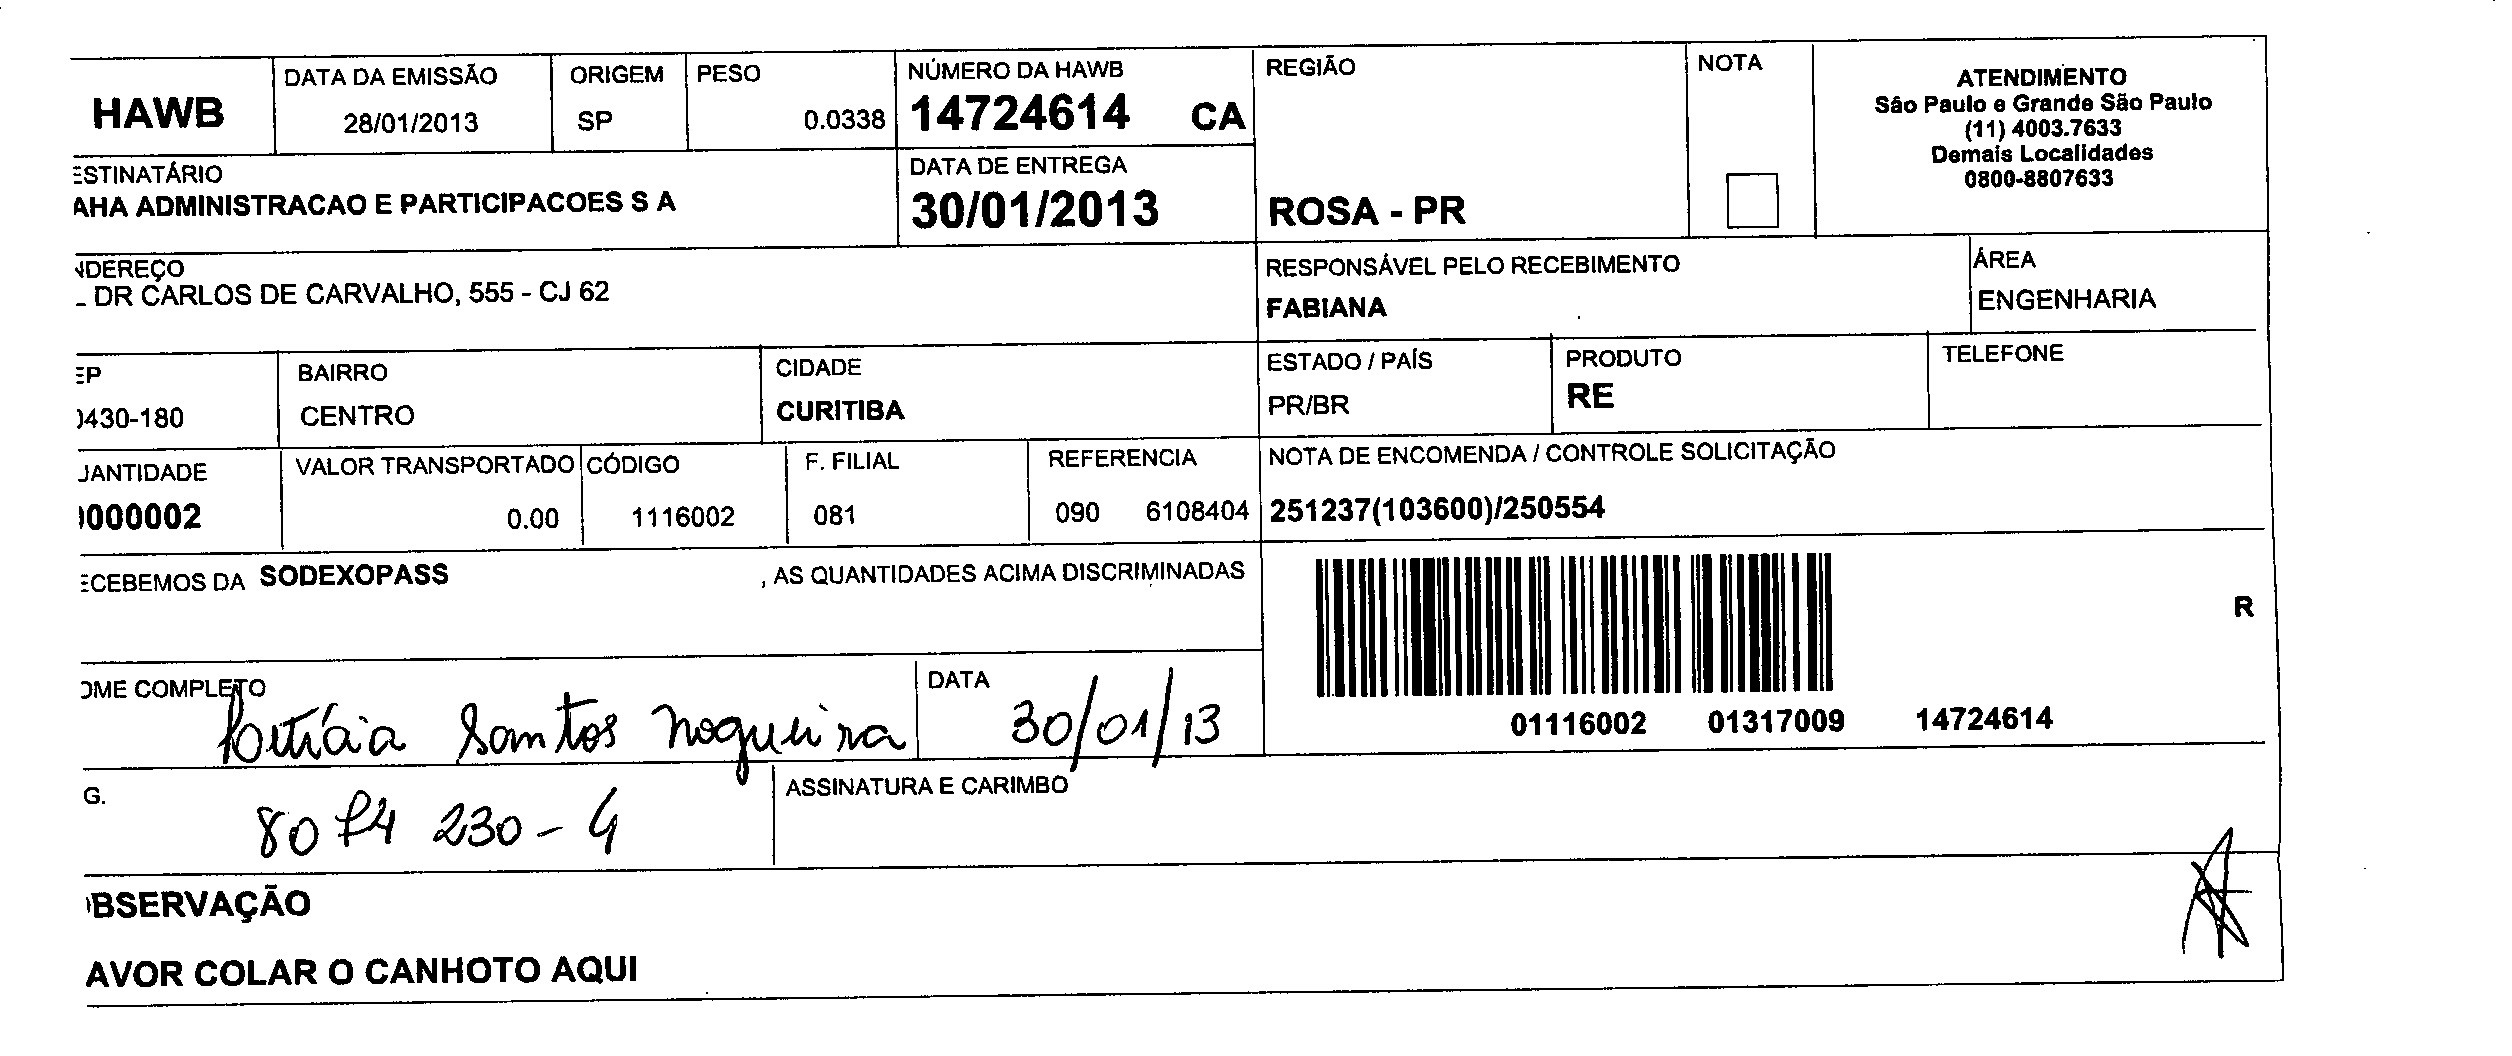 HAWB DATA DA EMISSÃO ORIGEM PESO NÚMERO DA HAWB REGIÃO NOTA ATENDIMENTO
28/01/2013 SP 0.0338 14724614 CA São Paulo e Grande São Paulo
(11) 4003.7633
Demais Localidades
0800-8807633
ESTINATÁRIO DATA DE ENTREGA
AHA ADMINISTRACAO E PARTICIPACOES S A 30/01/2013 ROSA - PR
NDEREÇO RESPONSÁVEL PELO RECEBIMENTO ÁREA
DR CARLOS DE CARVALHO, 555 - CJ 62 FABIANA ENGENHARIA
EP BAIRRO CIDADE ESTADO / PAÍS PRODUTO TELEFONE
0430-180 CENTRO CURITIBA PR/BR RE
UANTIDADE VALOR TRANSPORTADO CÓDIGO F. FILIAL REFERENCIA NOTA DE ENCOMENDA / CONTROLE SOLICITAÇÃO
0000002 0.00 1116002 081 090 6108404 251237(103600)/250554
ECEBEMOS DA SODEXOPASS , AS QUANTIDADES ACIMA DISCRIMINADAS
R
OME COMPLETO DATA
Santos Nogueira 30/01/13
01116002 01317009 14724614
G. ASSINATURA E CARIMBO
230-4
BSERVAÇÃO
AVOR COLAR O CANHOTO AQUI